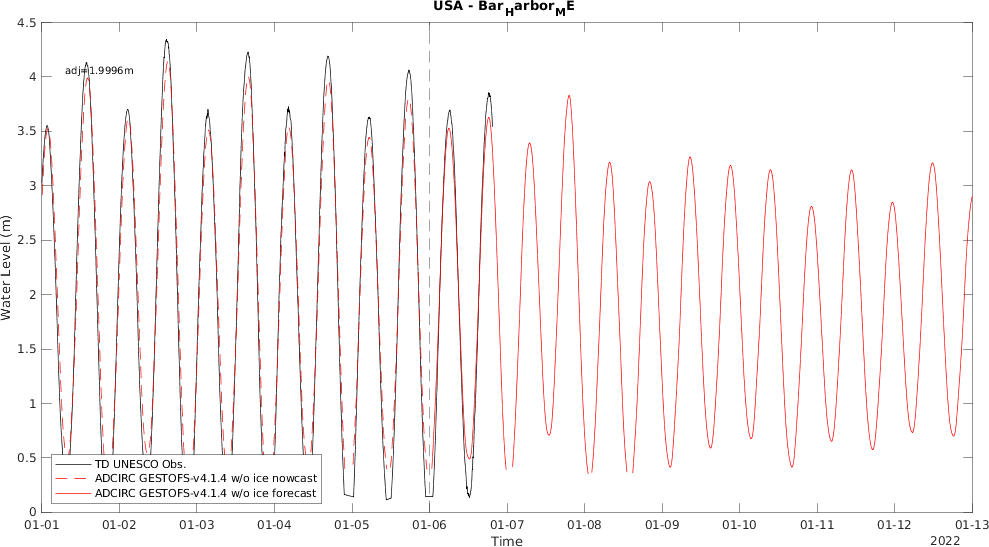 USA - Bar_Harbor_ME
4.5
4
3.5
3
2.5
2
1.5
1
0.5
0
Water Level (m)
adj=1.9996m
TD UNESCO Obs.
ADCIRC GESTOFS-v4.1.4 w/o ice nowcast
ADCIRC GESTOFS-v4.1.4 w/o ice forecast
01-01 01-02 01-03 01-04 01-05 01-06 01-07 01-08 01-09 01-10 01-11 01-12 01-13
Time
2022